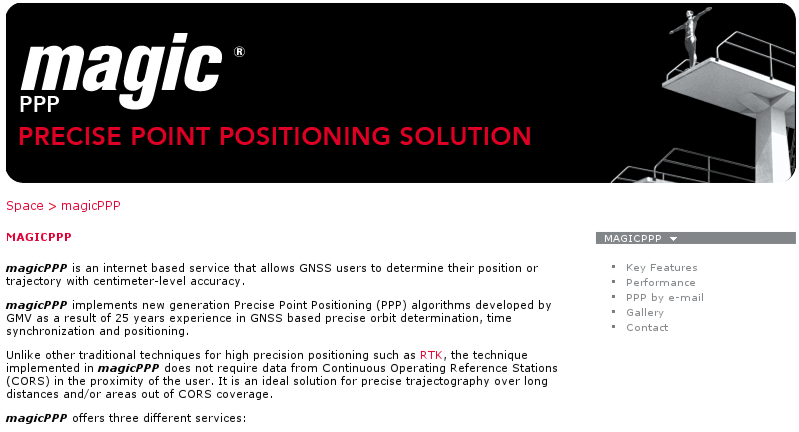 magic ®
PPP
PRECISE POINT POSITIONING SOLUTION
Space > magicPPP
MAGICPPP
magicPPP is an internet based service that allows GNSS users to determine their position or
trajectory with centimeter-level accuracy.
magicPPP implements new generation Precise Point Positioning (PPP) algorithms developed by
GMV as a result of 25 years experience in GNSS based precise orbit determination, time
synchronization and positioning.
Unlike other traditional techniques for high precision positioning such as RTK, the technique
implemented in magicPPP does not require data from Continuous Operating Reference Stations
(CORS) in the proximity of the user. It is an ideal solution for precise trajectography over long
distances and/or areas out of CORS coverage.
magicPPP offers three different services:
MAGICPPP
Key Features
Performance
PPP by e-mail
Gallery
Contact